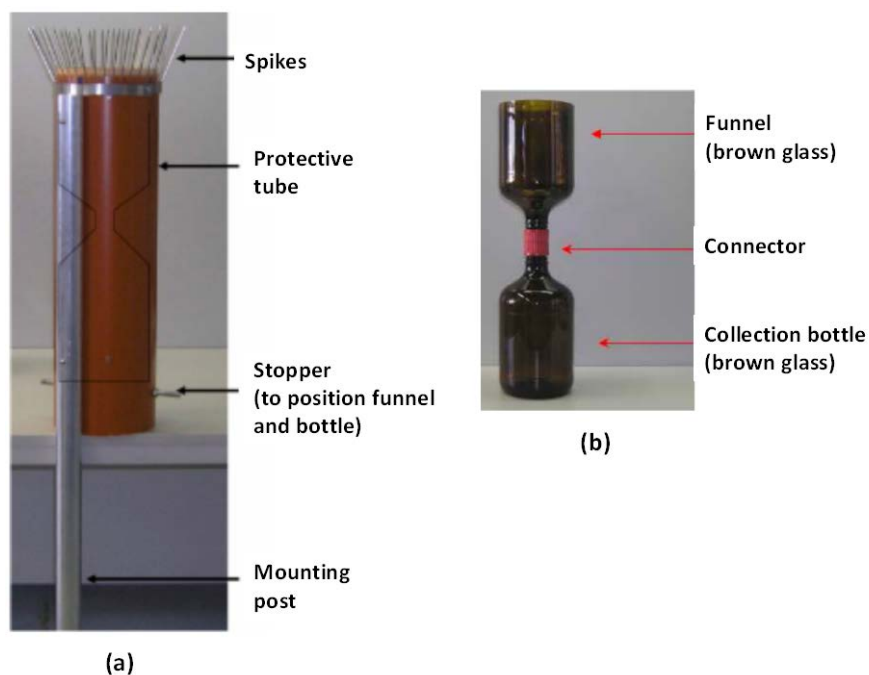 Spikes
Protective
tube
Stopper
(to position funnel
and bottle)
Mounting
post
(a)
Funnel
(brown glass)
Connector
Collection bottle
(brown glass)
(b)